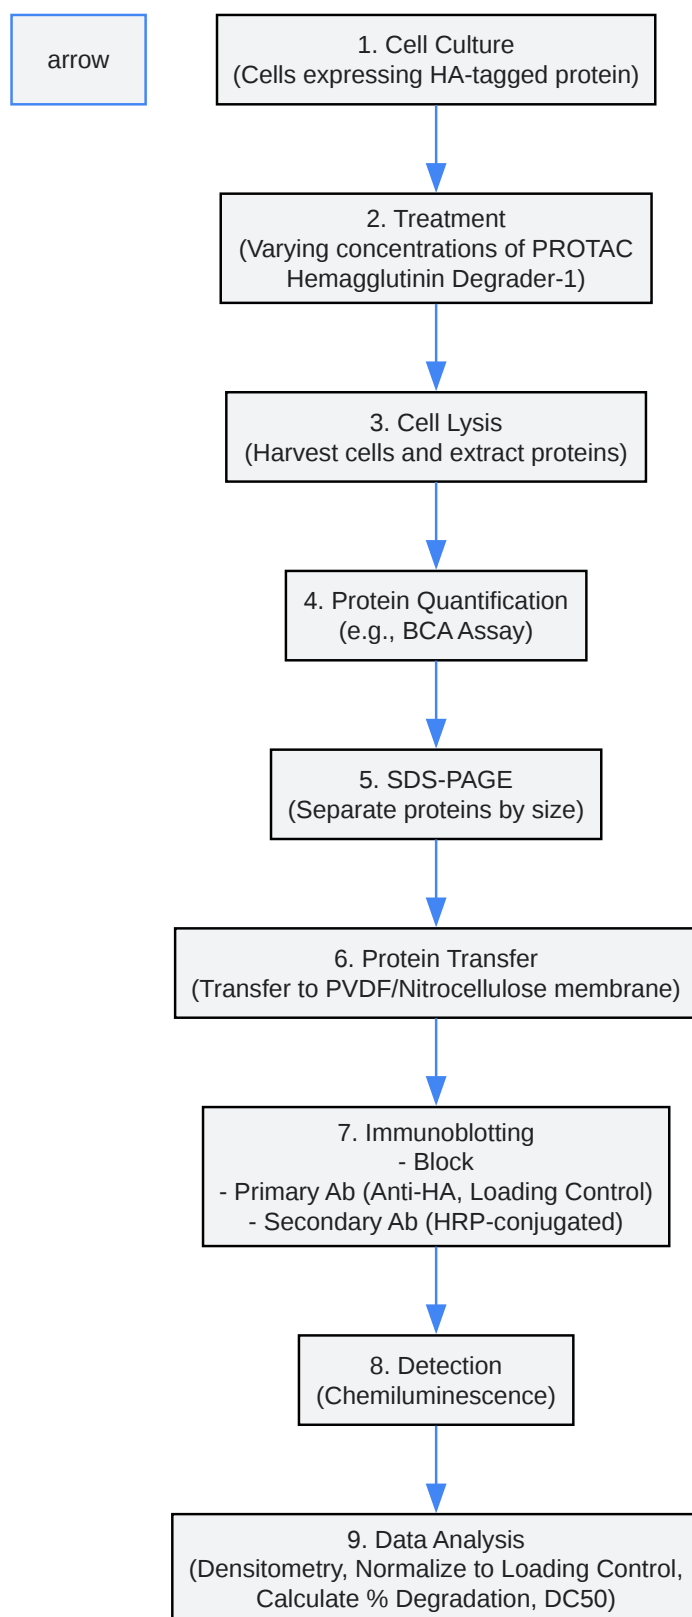 arrow
1. Cell Culture
(Cells expressing HA-tagged protein)
2. Treatment
(Varying concentrations of PROTAC
Hemagglutinin Degrader-1)
3. Cell Lysis
(Harvest cells and extract proteins)
4. Protein Quantification
(e.g., BCA Assay)
5. SDS-PAGE
(Separate proteins by size)
6. Protein Transfer
(Transfer to PVDF/Nitrocellulose membrane)
7. Immunoblotting
- Block
- Primary Ab (Anti-HA, Loading Control)
- Secondary Ab (HRP-conjugated)
8. Detection
(Chemiluminescence)
9. Data Analysis
(Densitometry, Normalize to Loading Control,
Calculate % Degradation, DC50)